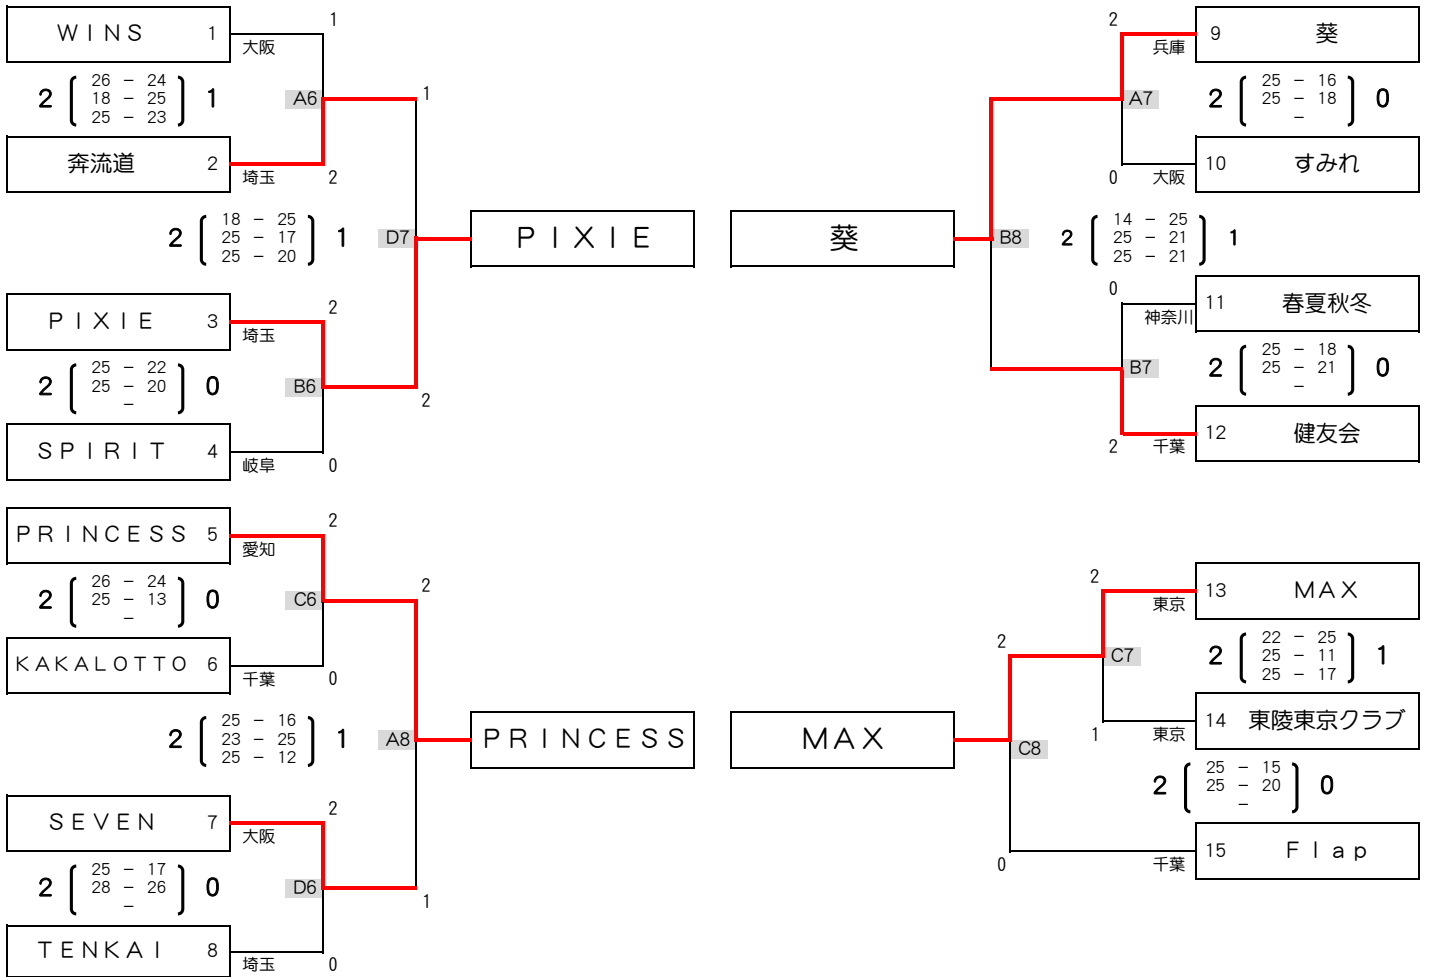 ＷＩＮＳ 1
大阪
1
2 26 － 24 1
18 － 25
25 － 23
A6
1
奔流道 2
埼玉
2
2 18 － 25 1
25 － 17
25 － 20
D7
ＰＩＸＩＥ
ＰＩＸＩＥ 3
埼玉
2
2 25 － 22 0
25 － 20
－
B6
2
ＳＰＩＲＩＴ 4
岐阜
0
ＰＲＩＮＣＥＳＳ 5
愛知
2
2 26 － 24 0
25 － 13
－
C6
2
ＫＡＫＡＬＯＴＴＯ 6
千葉
0
2 25 － 16 1
23 － 25
25 － 12
A8
ＰＲＩＮＣＥＳＳ
ＳＥＶＥＮ 7
大阪
2
2 25 － 17 0
28 － 26
－
D6
1
ＴＥＮＫＡＩ 8
埼玉
0
2
兵庫
9 葵
A7
2 25 － 16 0
25 － 18
－
0
大阪
10 すみれ
葵
B8
2 14 － 25 1
25 － 21
25 － 21
0
神奈川
11 春夏秋冬
B7
2 25 － 18 0
25 － 21
－
2
千葉
12 健友会
2
東京
13 ＭＡＸ
2
C7
2 22 － 25 1
25 － 11
25 － 17
1
東京
14 東陵東京クラブ
ＭＡＸ
C8
2 25 － 15 0
25 － 20
－
0
千葉
15 Ｆｌａｐ